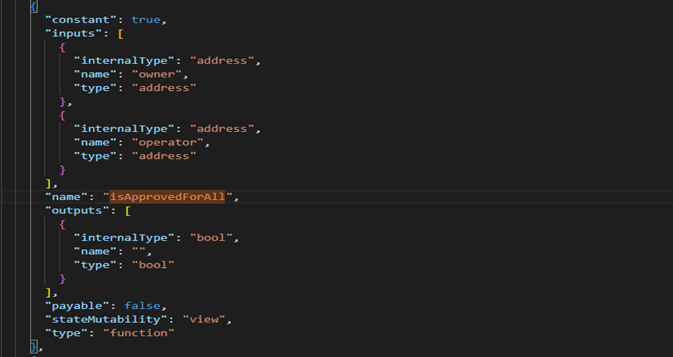 {
"constant": true,
"inputs": [
{
"internalType": "address",
"name": "owner",
"type": "address"
},
{
"internalType": "address",
"name": "operator",
"type": "address"
}
],
"name": "isApprovedForAll",
"outputs": [
{
"internalType": "bool",
"name": "",
"type": "bool"
}
],
"payable": false,
"stateMutability": "view",
"type": "function"
},